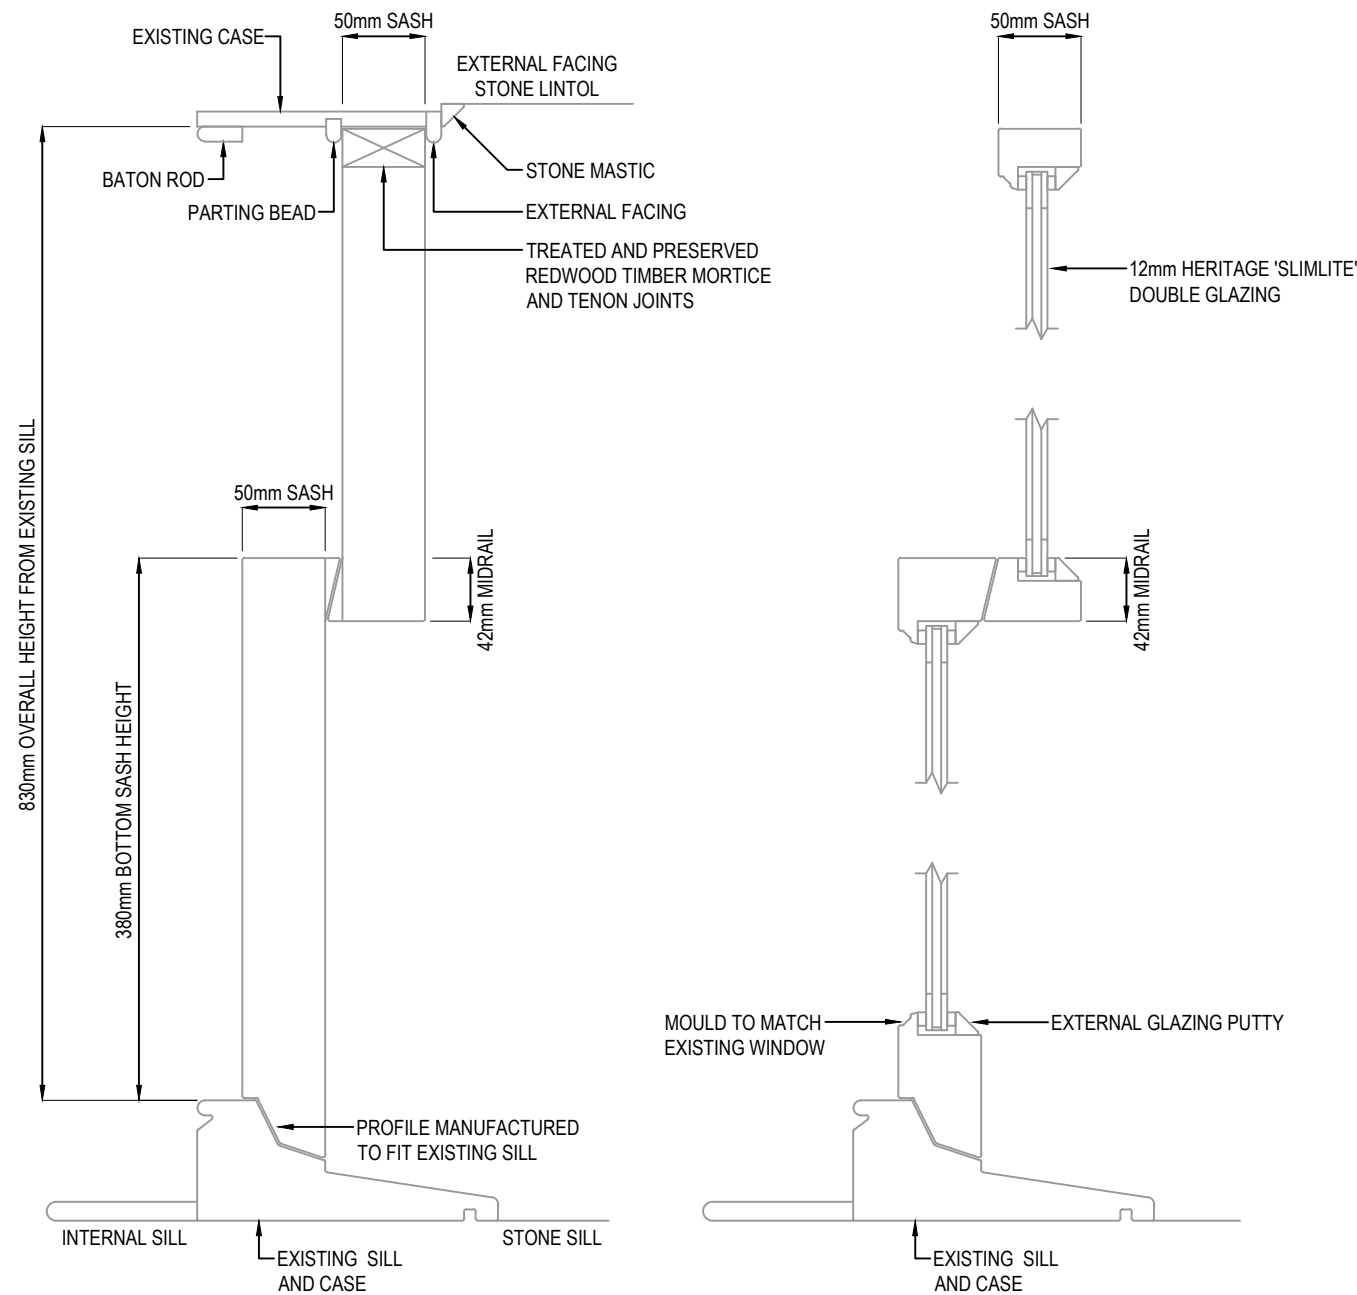 50mm SASH
EXISTING CASE
EXTERNAL FACING
STONE LINTOL
BATON ROD
PARTING BEAD
STONE MASTIC
EXTERNAL FACING
TREATED AND PRESERVED
REDWOOD TIMBER MORTICE
AND TENON JOINTS
830mm OVERALL HEIGHT FROM EXISTING SILL
50mm SASH
42mm MIDRAIL
380mm BOTTOM SASH HEIGHT
PROFILE MANUFACTURED
TO FIT EXISTING SILL
INTERNAL SILL
STONE SILL
EXISTING SILL
AND CASE
50mm SASH
12mm HERITAGE 'SLIMLITE'
DOUBLE GLAZING
42mm MIDRAIL
MOULD TO MATCH
EXISTING WINDOW
EXTERNAL GLAZING PUTTY
EXISTING SILL
AND CASE